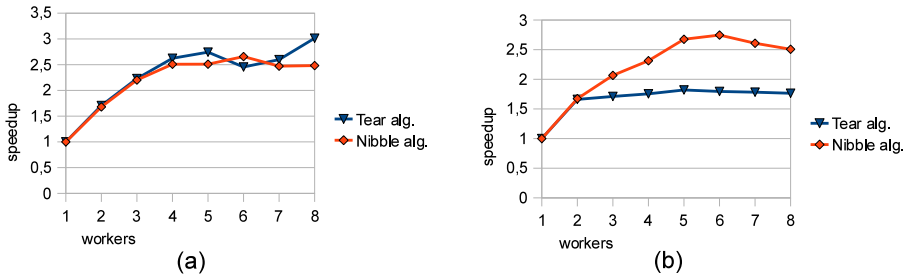 3,5
3
2,5
2
1,5
1
0,5
0
speedup
1 2 3 4 5 6 7 8
workers
Tear alg.
Nibble alg.
(a)
3
2,5
2
1,5
1
0,5
0
speedup
1 2 3 4 5 6 7 8
workers
Tear alg.
Nibble alg.
(b)